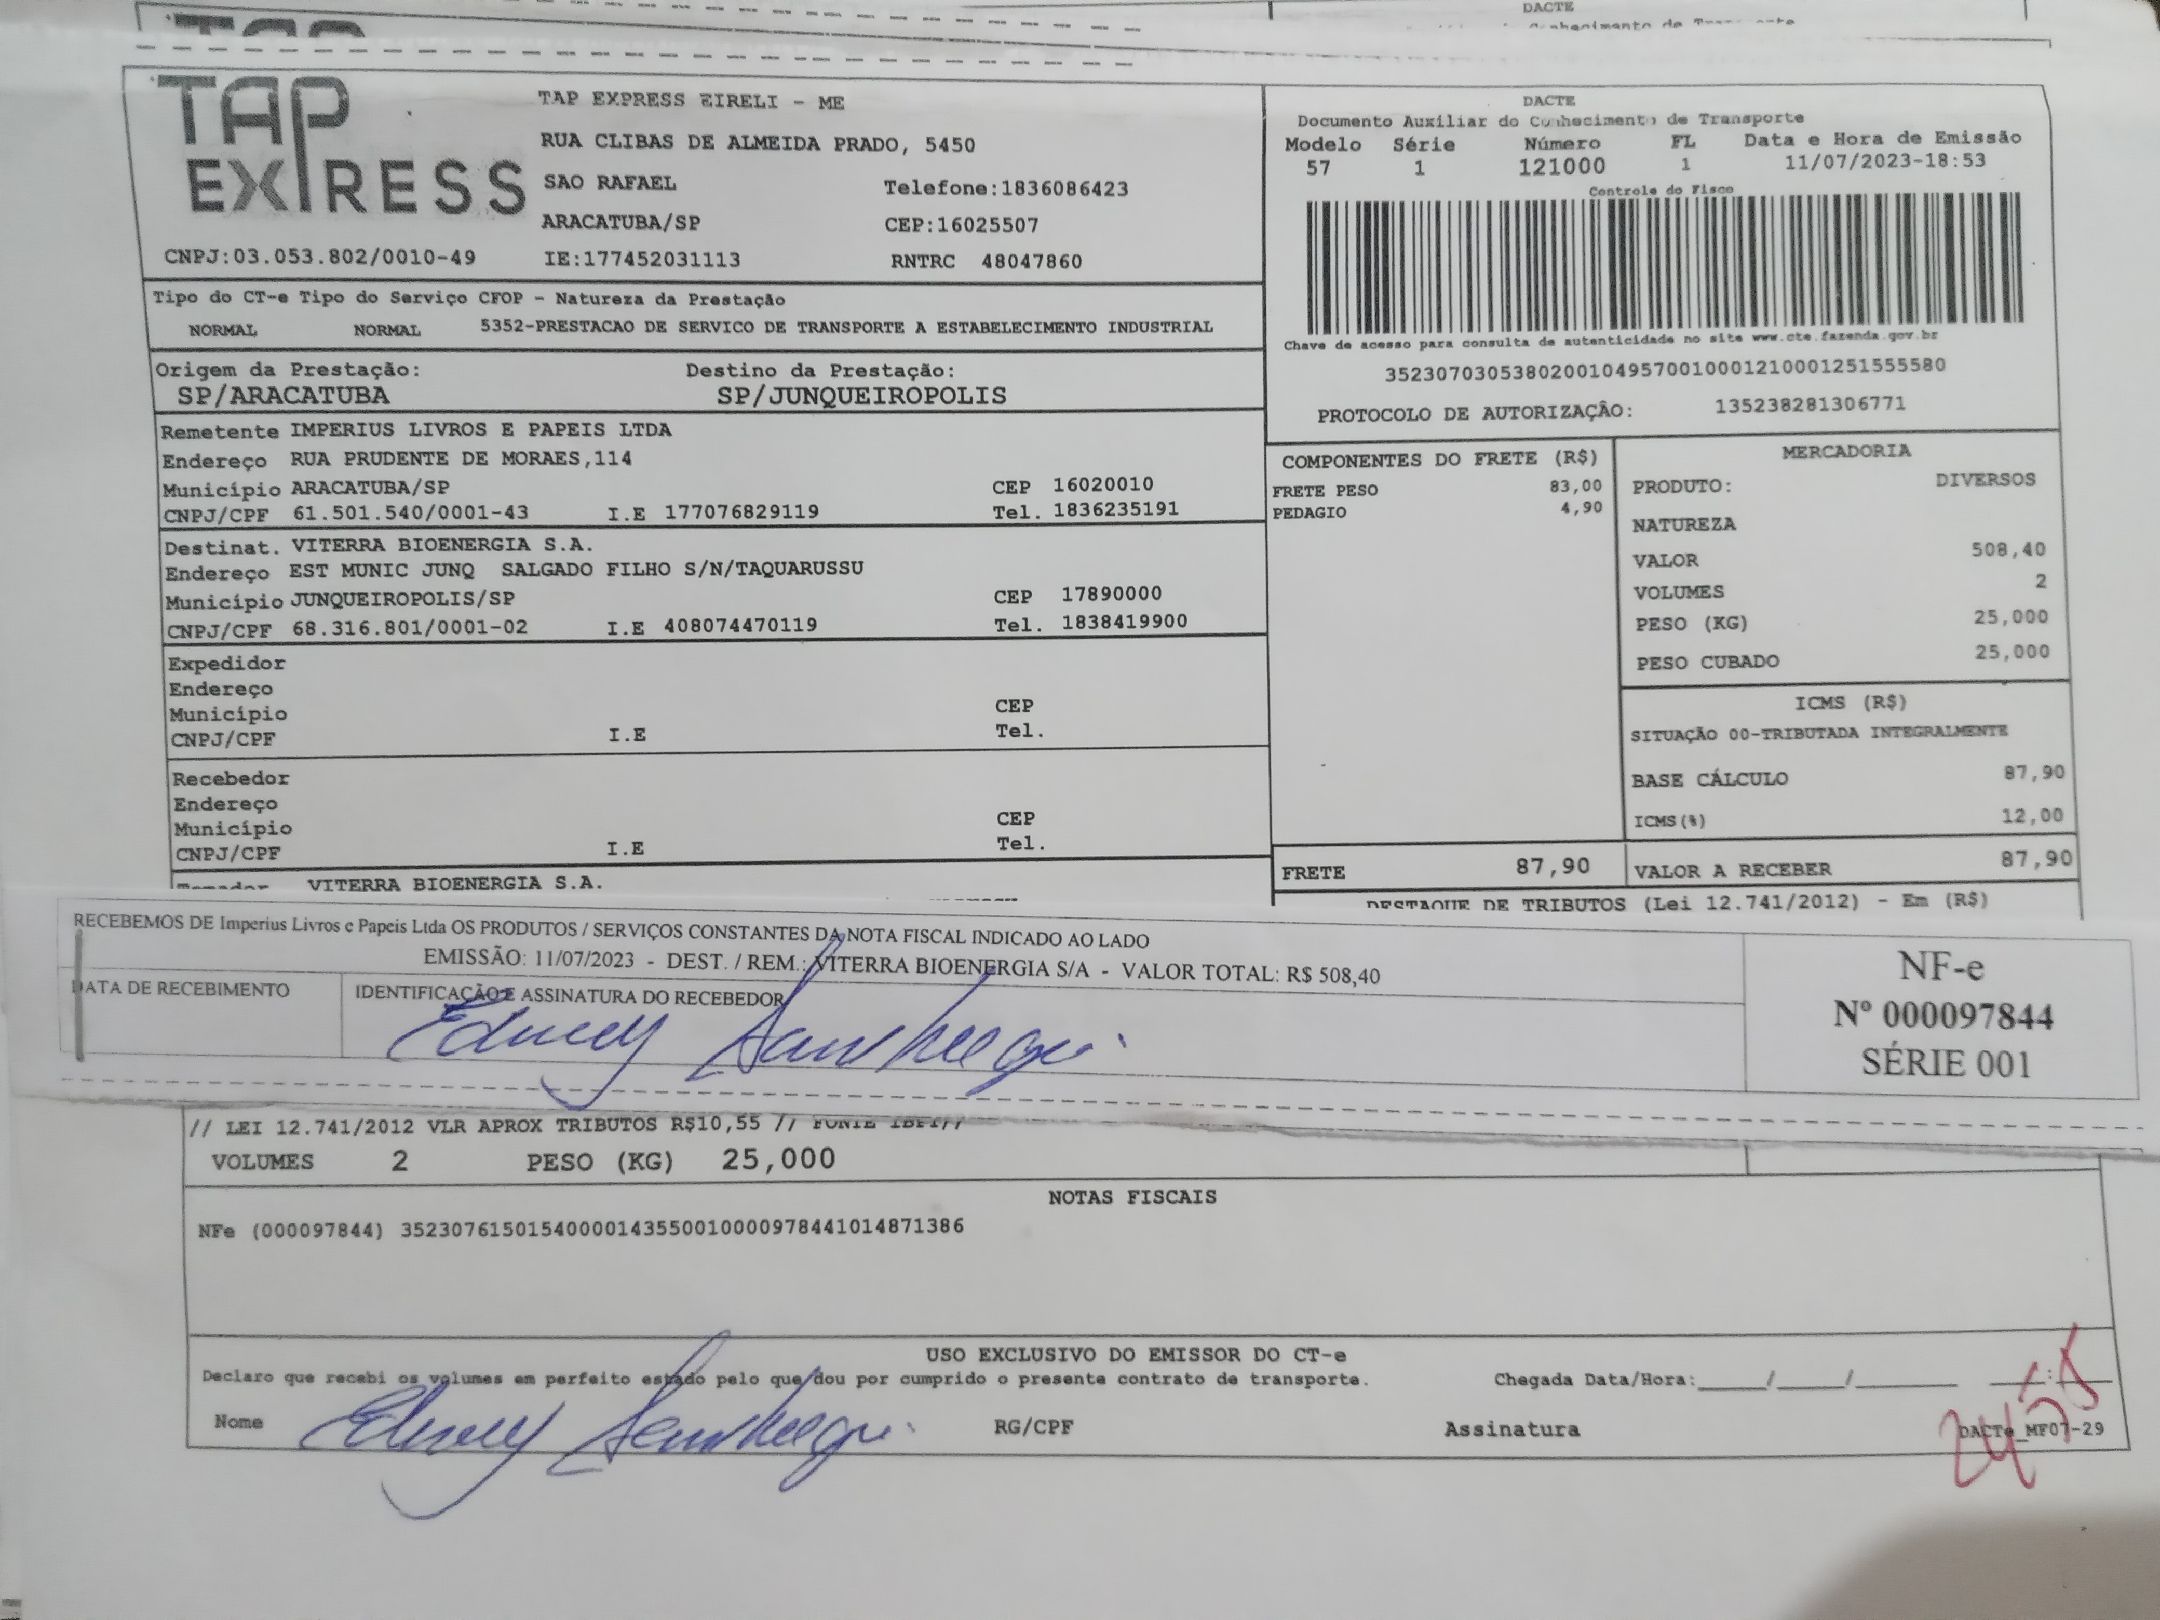 DACTE
TAP EXPRESS
TAP EXPRESS EIRELI - ME
RUA CLIBAS DE ALMEIDA PRADO, 5450
SAO RAFAEL Telefone:1836086423
ARACATUBA/SP CEP:16025507
CNPJ:03.053.802/0010-49 IE:177452031113 RNTRC 48047860
DACTE
Documento Auxiliar do Conhecimento de Transporte
Modelo Série Número FL Data e Hora de Emissão
57 1 121000 1 11/07/2023-18:53
Controle do Fisco
Chave de acesso para consulta de autenticidade no site www.cte.fazenda.gov.br
35230703053802001049570010001210001251555580
PROTOCOLO DE AUTORIZAÇÂO: 135238281306771
Tipo do CT-e Tipo do Serviço CFOP - Natureza da Prestação
NORMAL NORMAL 5352-PRESTACAO DE SERVICO DE TRANSPORTE A ESTABELECIMENTO INDUSTRIAL
Origem da Prestação: Destino da Prestação:
SP/ARACATUBA SP/JUNQUEIROPOLIS
Remetente IMPERIUS LIVROS E PAPEIS LTDA
Endereço RUA PRUDENTE DE MORAES,114
Município ARACATUBA/SP CEP 16020010
CNPJ/CPF 61.501.540/0001-43 I.E 177076829119 Tel. 1836235191
Destinat. VITERRA BIOENERGIA S.A.
Endereço EST MUNIC JUNQ SALGADO FILHO S/N/TAQUARUSSU
Município JUNQUEIROPOLIS/SP CEP 17890000
CNPJ/CPF 68.316.801/0001-02 I.E 408074470119 Tel. 1838419900
Expedidor
Endereço
Município CEP
CNPJ/CPF I.E Tel.
Recebedor
Endereço
Município CEP
CNPJ/CPF I.E Tel.
VITERRA BIOENERGIA S.A.
COMPONENTES DO FRETE (R$)
FRETE PESO 83,00
PEDAGIO 4,90
FRETE 87,90
MERCADORIA
PRODUTO: DIVERSOS
NATUREZA
VALOR 508,40
VOLUMES 2
PESO (KG) 25,000
PESO CUBADO 25,000
ICMS (R$)
SITUAÇÃO 00-TRIBUTADA INTEGRALMENTE
BASE CÁLCULO 87,90
ICMS(%) 12,00
VALOR A RECEBER 87,90
DESTAQUE DE TRIBUTOS (Lei 12.741/2012) - Em (R$)
RECEBEMOS DE Imperius Livros e Papeis Ltda OS PRODUTOS / SERVIÇOS CONSTANTES DA NOTA FISCAL INDICADO AO LADO
EMISSÃO: 11/07/2023 - DEST. / REM.: VITERRA BIOENERGIA S/A - VALOR TOTAL: R$ 508,40
DATA DE RECEBIMENTO IDENTIFICAÇÃO E ASSINATURA DO RECEBEDOR
NF-e
Nº 000097844
SÉRIE 001
// LEI 12.741/2012 VLR APROX TRIBUTOS R$10,55 //
VOLUMES 2 PESO (KG) 25,000
NOTAS FISCAIS
NFe (000097844) 35230761501540000143550010000978441014871386
USO EXCLUSIVO DO EMISSOR DO CT-e
Declaro que recebi os volumes em perfeito estado pelo que dou por cumprido o presente contrato de transporte. Chegada Data/Hora:____/____/______ __:__
Nome RG/CPF Assinatura DACTe_MF07-29